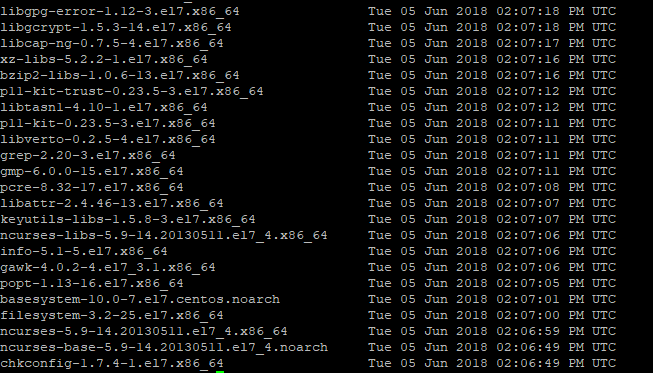 libgpg-error-1.12-3.el7.x86_64 Tue 05 Jun 2018 02:07:18 PM UTC
libgcrypt-1.5.3-14.el7.x86_64 Tue 05 Jun 2018 02:07:18 PM UTC
libcap-ng-0.7.5-4.el7.x86_64 Tue 05 Jun 2018 02:07:17 PM UTC
xz-libs-5.2.2-1.el7.x86_64 Tue 05 Jun 2018 02:07:16 PM UTC
bzip2-libs-1.0.6-13.el7.x86_64 Tue 05 Jun 2018 02:07:16 PM UTC
p11-kit-trust-0.23.5-3.el7.x86_64 Tue 05 Jun 2018 02:07:12 PM UTC
libtasn1-4.10-1.el7.x86_64 Tue 05 Jun 2018 02:07:12 PM UTC
p11-kit-0.23.5-3.el7.x86_64 Tue 05 Jun 2018 02:07:11 PM UTC
libverto-0.2.5-4.el7.x86_64 Tue 05 Jun 2018 02:07:11 PM UTC
grep-2.20-3.el7.x86_64 Tue 05 Jun 2018 02:07:11 PM UTC
gmp-6.0.0-15.el7.x86_64 Tue 05 Jun 2018 02:07:11 PM UTC
pcre-8.32-17.el7.x86_64 Tue 05 Jun 2018 02:07:08 PM UTC
libattr-2.4.46-13.el7.x86_64 Tue 05 Jun 2018 02:07:07 PM UTC
keyutils-libs-1.5.8-3.el7.x86_64 Tue 05 Jun 2018 02:07:07 PM UTC
ncurses-libs-5.9-14.20130511.el7_4.x86_64 Tue 05 Jun 2018 02:07:06 PM UTC
info-5.1-5.el7.x86_64 Tue 05 Jun 2018 02:07:06 PM UTC
gawk-4.0.2-4.el7_3.1.x86_64 Tue 05 Jun 2018 02:07:06 PM UTC
popt-1.13-16.el7.x86_64 Tue 05 Jun 2018 02:07:05 PM UTC
basesystem-10.0-7.el7.centos.noarch Tue 05 Jun 2018 02:07:01 PM UTC
filesystem-3.2-25.el7.x86_64 Tue 05 Jun 2018 02:07:00 PM UTC
ncurses-5.9-14.20130511.el7_4.x86_64 Tue 05 Jun 2018 02:06:59 PM UTC
ncurses-base-5.9-14.20130511.el7_4.noarch Tue 05 Jun 2018 02:06:49 PM UTC
chkconfig-1.7.4-1.el7.x86_64 Tue 05 Jun 2018 02:06:49 PM UTC